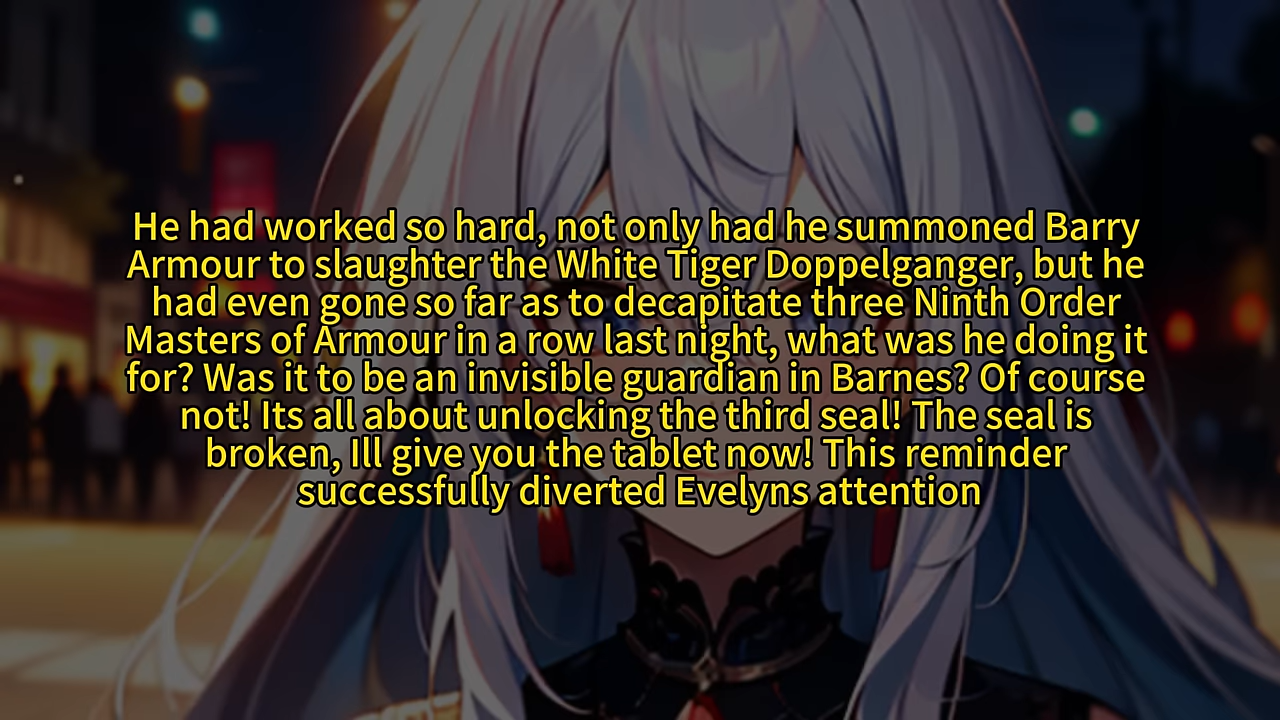 He had worked so hard, not only had he summoned Barry
Armour to slaughter the White Tiger Doppelganger, but he
had even gone so far as to decapitate three Ninth Order
Masters of Armour in a row last night, what was he doing it
for? Was it to be an invisible guardian in Barnes? Of course
not! Its all about unlocking the third seal! The seal is
broken, Ill give you the tablet now! This reminder
successfully diverted Evelyns attention